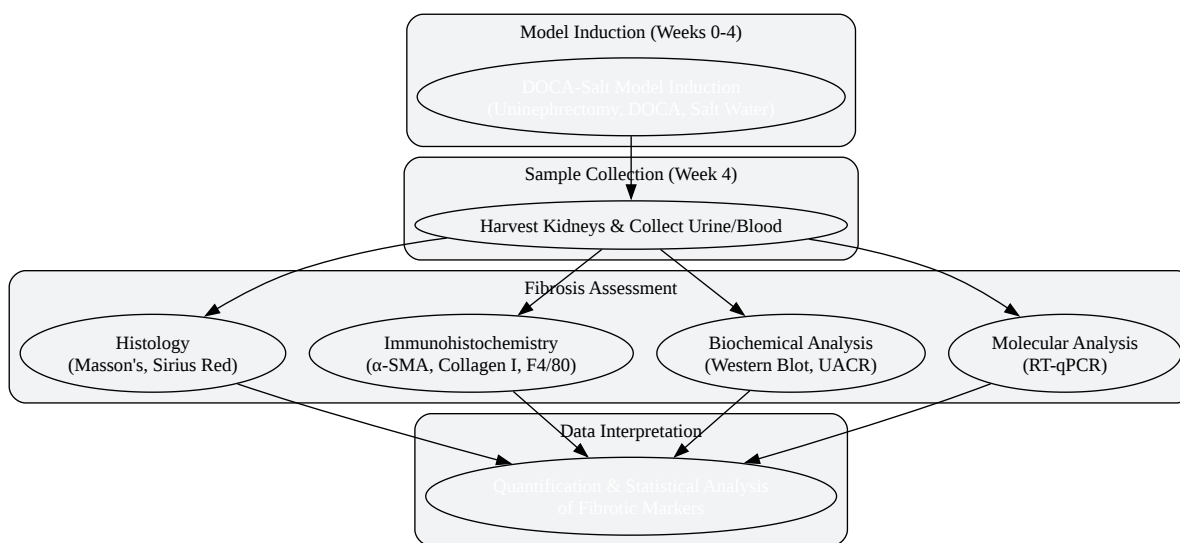 Model Induction (Weeks 0-4)
DOCA-Salt Model Induction
(Uninephrectomy, DOCA, Salt Water)
Sample Collection (Week 4)
Harvest Kidneys & Collect Urine/Blood
Fibrosis Assessment
Histology
(Masson's, Sirius Red)
Immunohistochemistry
(α-SMA, Collagen I, F4/80)
Biochemical Analysis
(Western Blot, UACR)
Molecular Analysis
(RT-qPCR)
Data Interpretation
Quantification & Statistical Analysis
of Fibrotic Markers